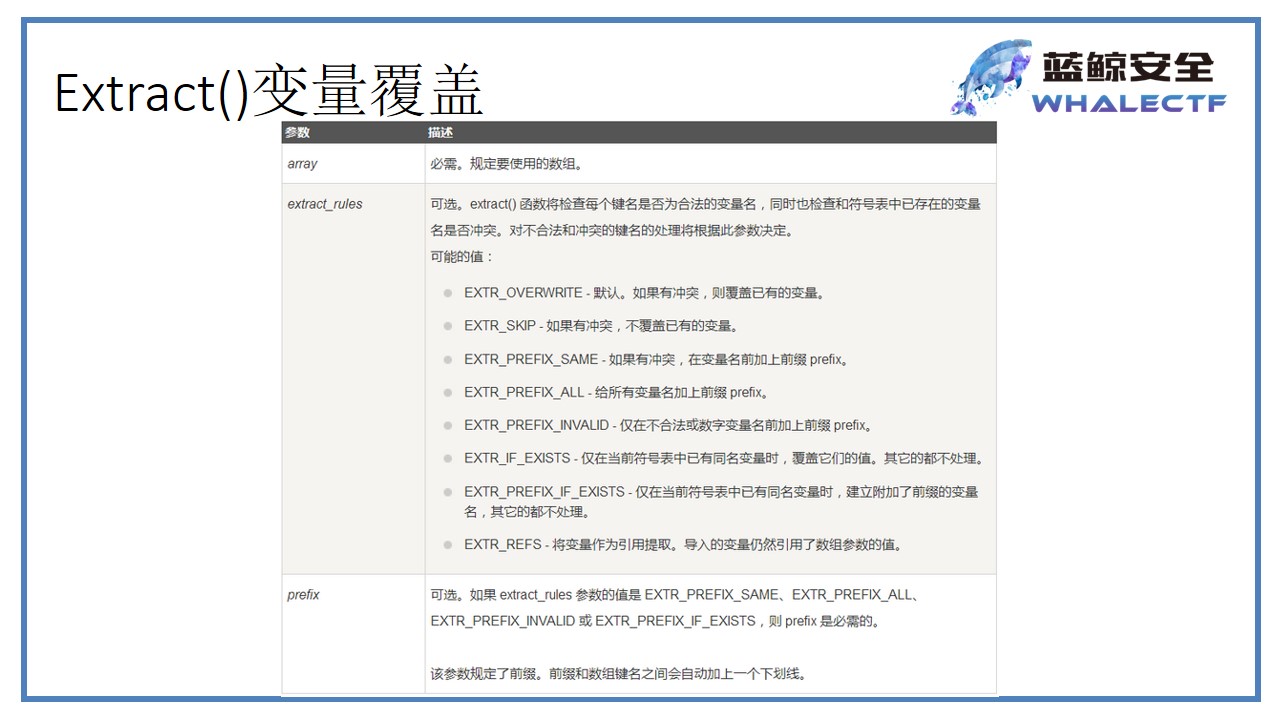 Extract()变量覆盖
蓝鲸安全
WHALECTF
参数 描述
array 必需。规定要使用的数组。
extract_rules 可选。extract() 函数将检查每个键名是否为合法的变量名，同时也检查和符号表中已存在的变量
名是否冲突。对不合法和冲突的键名的处理将根据此参数决定。
可能的值：
EXTR_OVERWRITE - 默认。如果有冲突，则覆盖已有的变量。
EXTR_SKIP - 如果有冲突，不覆盖已有的变量。
EXTR_PREFIX_SAME - 如果有冲突，在变量名前加上前缀 prefix。
EXTR_PREFIX_ALL - 给所有变量名加上前缀 prefix。
EXTR_PREFIX_INVALID - 仅在不合法或数字变量名前加上前缀 prefix。
EXTR_IF_EXISTS - 仅在当前符号表中已有同名变量时，覆盖它们的值。其它的都不处理。
EXTR_PREFIX_IF_EXISTS - 仅在当前符号表中已有同名变量时，建立附加了前缀的变量
名，其它的都不处理。
EXTR_REFS - 将变量作为引用提取。导入的变量仍然引用了数组参数的值。
prefix 可选。如果 extract_rules 参数的值是 EXTR_PREFIX_SAME、EXTR_PREFIX_ALL、
EXTR_PREFIX_INVALID 或 EXTR_PREFIX_IF_EXISTS，则 prefix 是必需的。
该参数规定了前缀。前缀和数组键名之间会自动加上一个下划线。